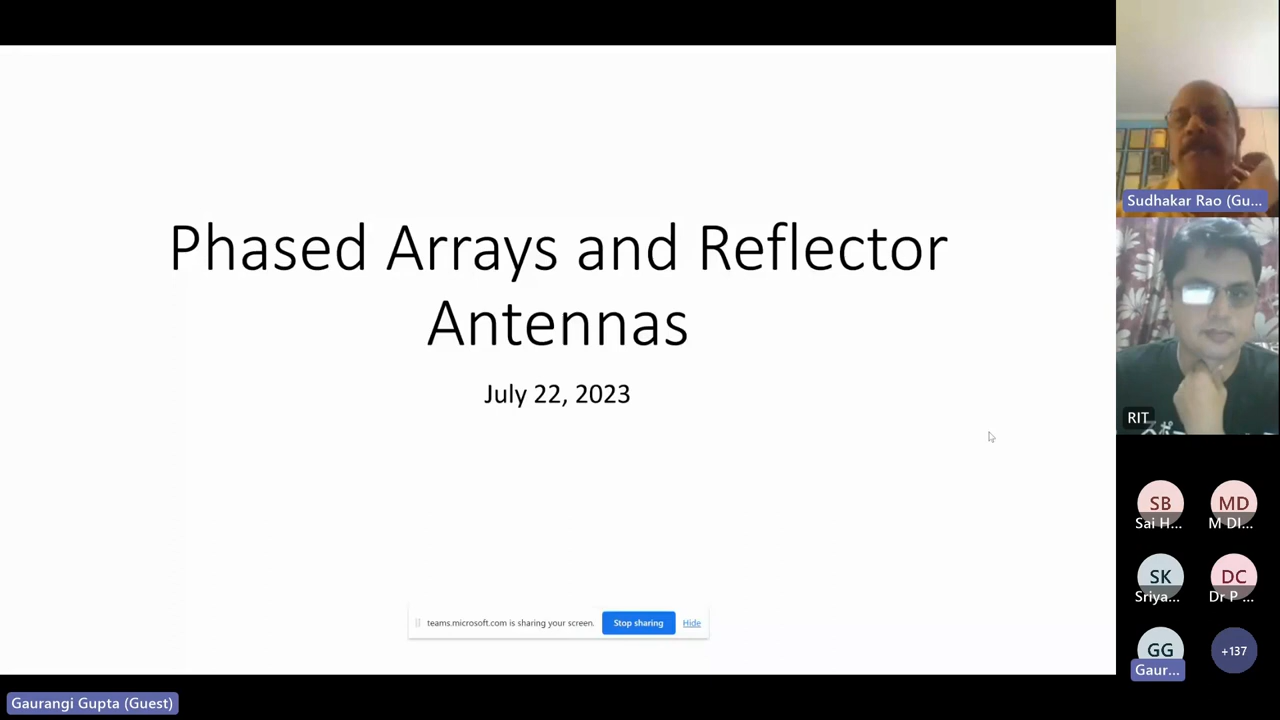 Phased Arrays and Reflector
Antennas
July 22, 2023
teams.microsoft.com is sharing your screen.
Stop sharing
Hide
Gaurangi Gupta (Guest)
Sudhakar Rao (Gu...
RIT
SB
Sai H...
MD
M DI...
SK
Sriya...
DC
Dr P ...
GG
Gaur...
+137